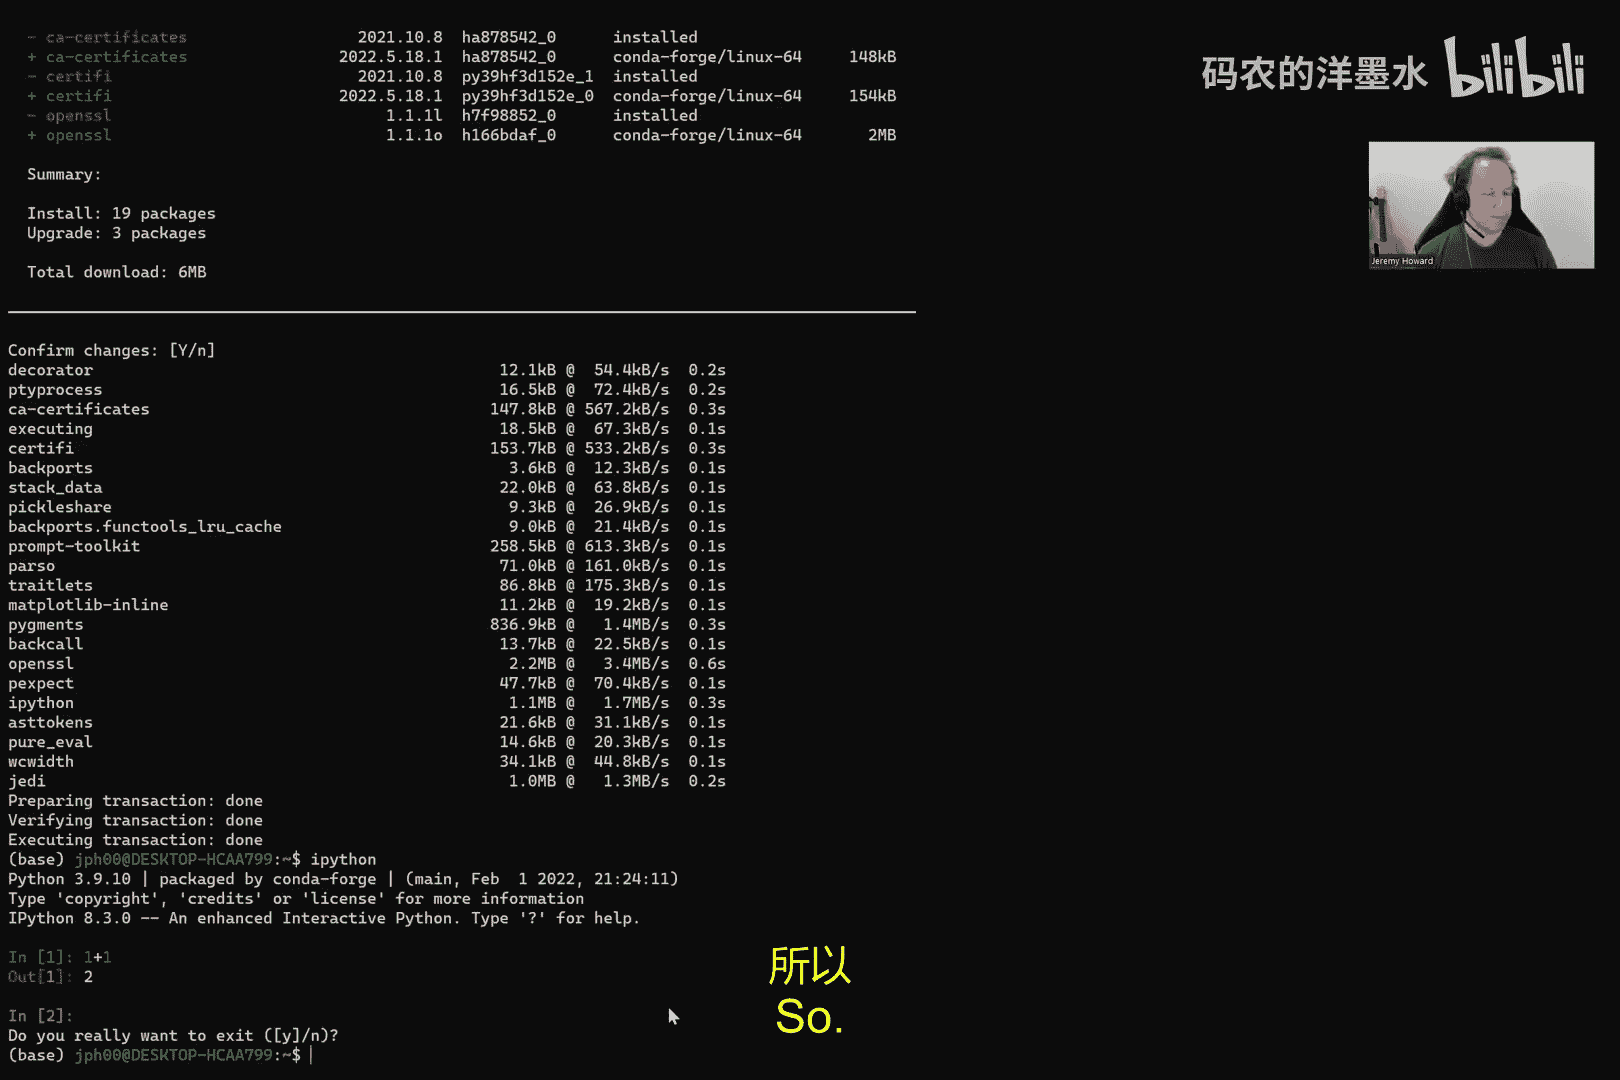 - ca-certificates 2021.10.8 ha878542_0 installed
+ ca-certificates 2022.5.18.1 ha878542_0 conda-forge/linux-64 148kB
- certifi 2021.10.8 py39hf3d152e_1 installed
+ certifi 2022.5.18.1 py39hf3d152e_0 conda-forge/linux-64 154kB
- openssl 1.1.1l h7f98852_0 installed
+ openssl 1.1.1o h166bdaf_0 conda-forge/linux-64 2MB
码农的洋墨水 bilibili
Jeremy Howard
Summary:
Install: 19 packages
Upgrade: 3 packages
Total download: 6MB
Confirm changes: [Y/n]
decorator 12.1kB @ 54.4kB/s 0.2s
ptyprocess 16.5kB @ 72.4kB/s 0.2s
ca-certificates 147.8kB @ 567.2kB/s 0.3s
executing 18.5kB @ 67.3kB/s 0.1s
certifi 153.7kB @ 533.2kB/s 0.3s
backports 3.6kB @ 12.3kB/s 0.1s
stack_data 22.0kB @ 63.8kB/s 0.1s
pickleshare 9.3kB @ 26.9kB/s 0.1s
backports.functools_lru_cache 9.0kB @ 21.4kB/s 0.1s
prompt-toolkit 258.5kB @ 613.3kB/s 0.1s
parso 71.0kB @ 161.0kB/s 0.1s
traitlets 86.8kB @ 175.3kB/s 0.1s
matplotlib-inline 11.2kB @ 19.2kB/s 0.1s
pygments 836.9kB @ 1.4MB/s 0.3s
backcall 13.7kB @ 22.5kB/s 0.1s
openssl 2.2MB @ 3.4MB/s 0.6s
pexpect 47.7kB @ 70.4kB/s 0.1s
ipython 1.1MB @ 1.7MB/s 0.3s
asttokens 21.6kB @ 31.1kB/s 0.1s
pure_eval 14.6kB @ 20.3kB/s 0.1s
wcwidth 34.1kB @ 44.8kB/s 0.1s
jedi 1.0MB @ 1.3MB/s 0.2s
Preparing transaction: done
Verifying transaction: done
Executing transaction: done
(base) jph00@DESKTOP-HCAA799:~$ ipython
Python 3.9.10 | packaged by conda-forge | (main, Feb  1 2022, 21:24:11)
Type 'copyright', 'credits' or 'license' for more information
IPython 8.3.0 -- An enhanced Interactive Python. Type '?' for help.
In [1]: 1+1
Out[1]: 2
In [2]:
Do you really want to exit ([y]/n)?
(base) jph00@DESKTOP-HCAA799:~$
所以
So.